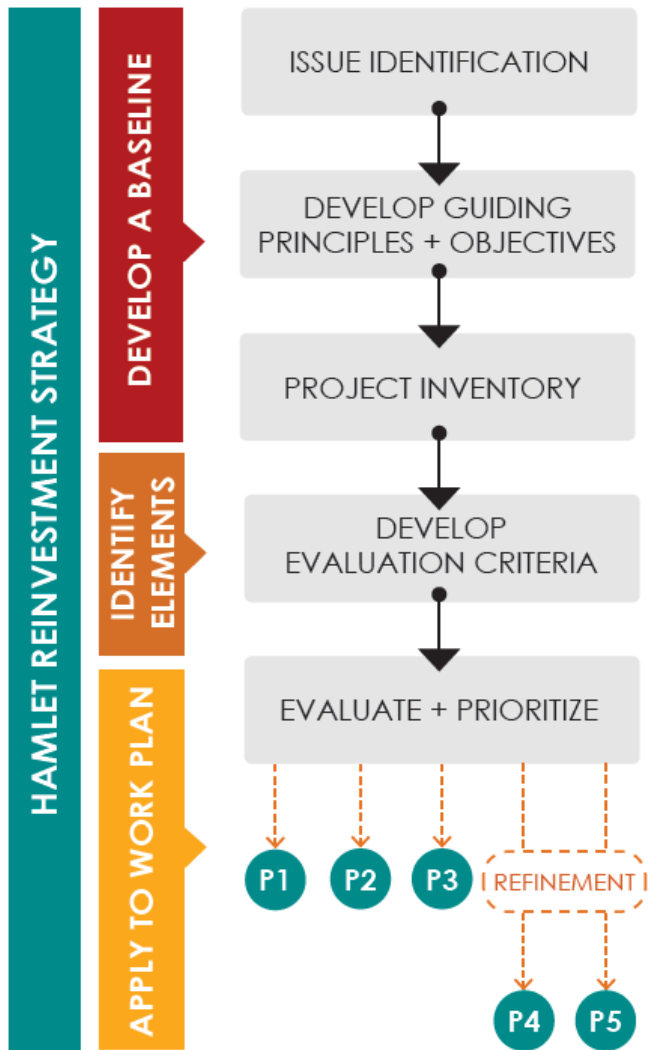 HAMLET REINVESTMENT STRATEGY
DEVELOP A BASELINE
ISSUE IDENTIFICATION
DEVELOP GUIDING
PRINCIPLES + OBJECTIVES
PROJECT INVENTORY
IDENTIFY
ELEMENTS
DEVELOP
EVALUATION CRITERIA
APPLY TO WORK PLAN
EVALUATE + PRIORITIZE
P1
P2
P3
REFINEMENT
P4
P5